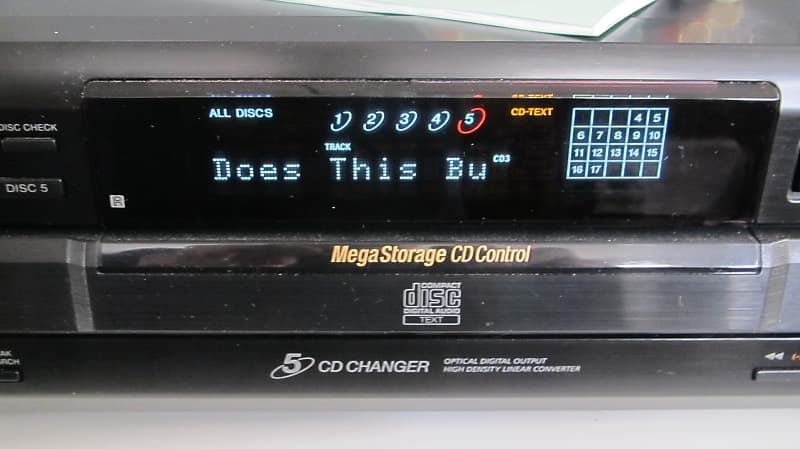 ALL DISCS 1 2 3 4 5 CD-TEXT
4 5
6 7 8 9 10
11 12 13 14 15
16 17
TRACK
Does This Bu CD3
DISC CHECK
DISC 5
R
MegaStorage CD Control
COMPACT
disc
DIGITAL AUDIO
TEXT
5 CD CHANGER
OPTICAL DIGITAL OUTPUT
HIGH DENSITY LINEAR CONVERTER